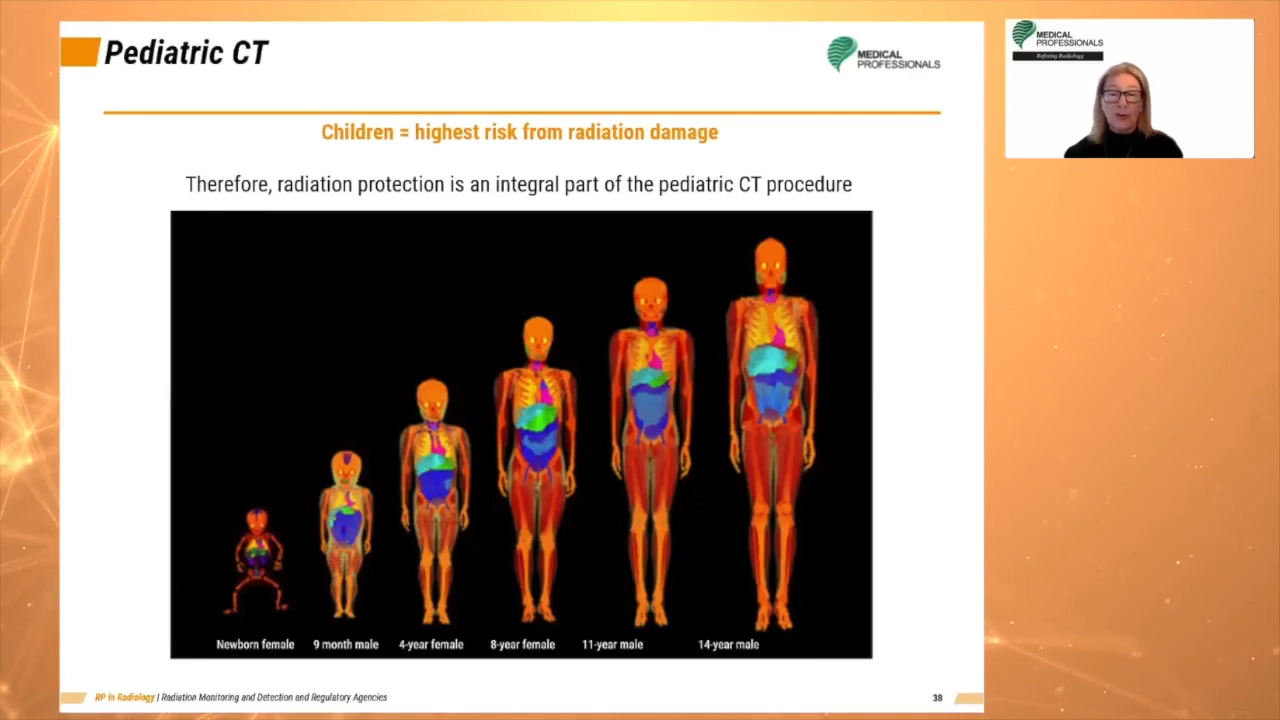 Pediatric CT
MEDICAL
PROFESSIONALS
MEDICAL
PROFESSIONALS
Refining Radiology
Children = highest risk from radiation damage
Therefore, radiation protection is an integral part of the pediatric CT procedure
Newborn female 9 month male 4-year female 8-year female 11-year male 14-year male
RP in Radiology | Radiation Monitoring and Detection and Regulatory Agencies 38